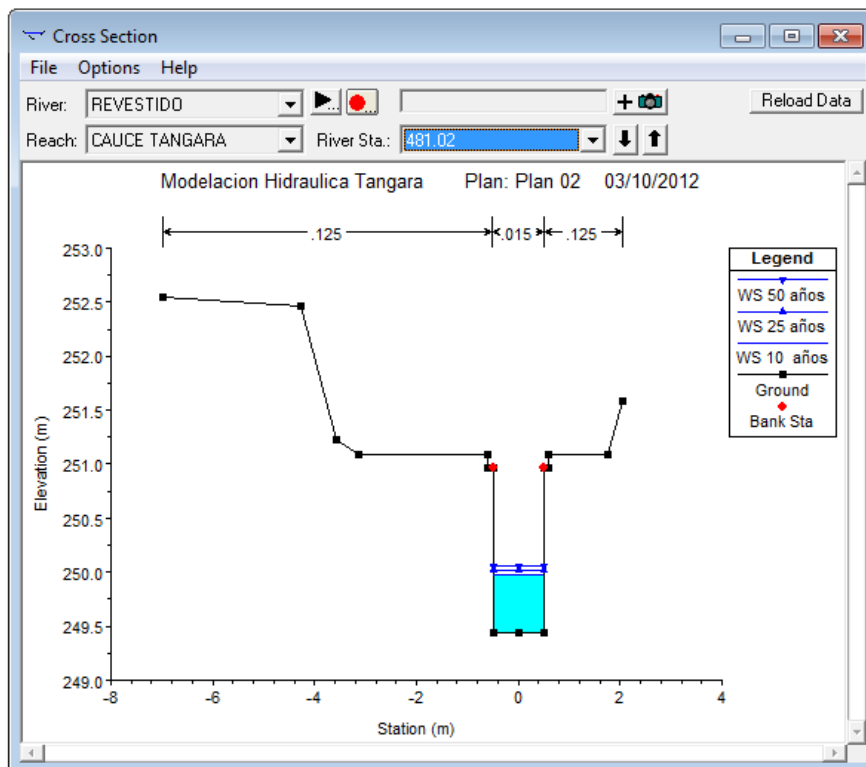 Cross Section
File Options Help
River: REVESTIDO Reload Data
Reach: CAUCE TANGARA River Sta.: 481.02
Modelacion Hidraulica Tangara Plan: Plan 02 03/10/2012
.125 .015 .125
253.0
252.5
252.0
251.5
251.0
250.5
250.0
249.5
249.0
Elevation (m)
-8 -6 -4 -2 0 2 4
Station (m)
Legend
WS 50 años
WS 25 años
WS 10 años
Ground
Bank Sta